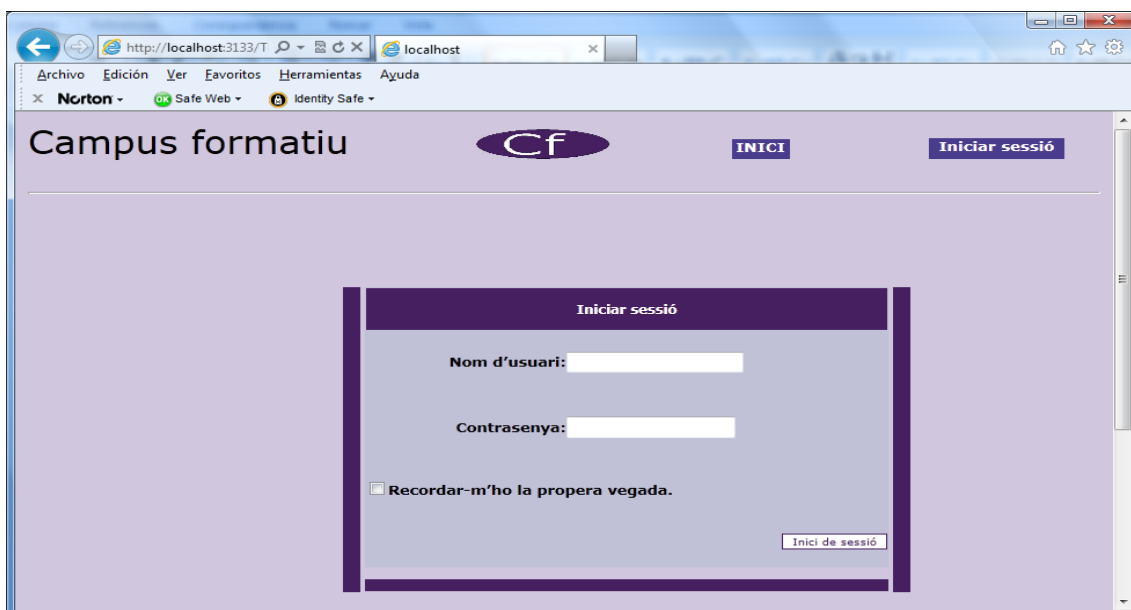 http://localhost:3133/T
localhost
Archivo Edición Ver Favoritos Herramientas Ayuda
Norton OK Safe Web Identity Safe
Campus formatiu
Cf
INICI
Iniciar sessió
Iniciar sessió
Nom d'usuari:
Contrasenya:
Recordar-m'ho la propera vegada.
Inici de sessió